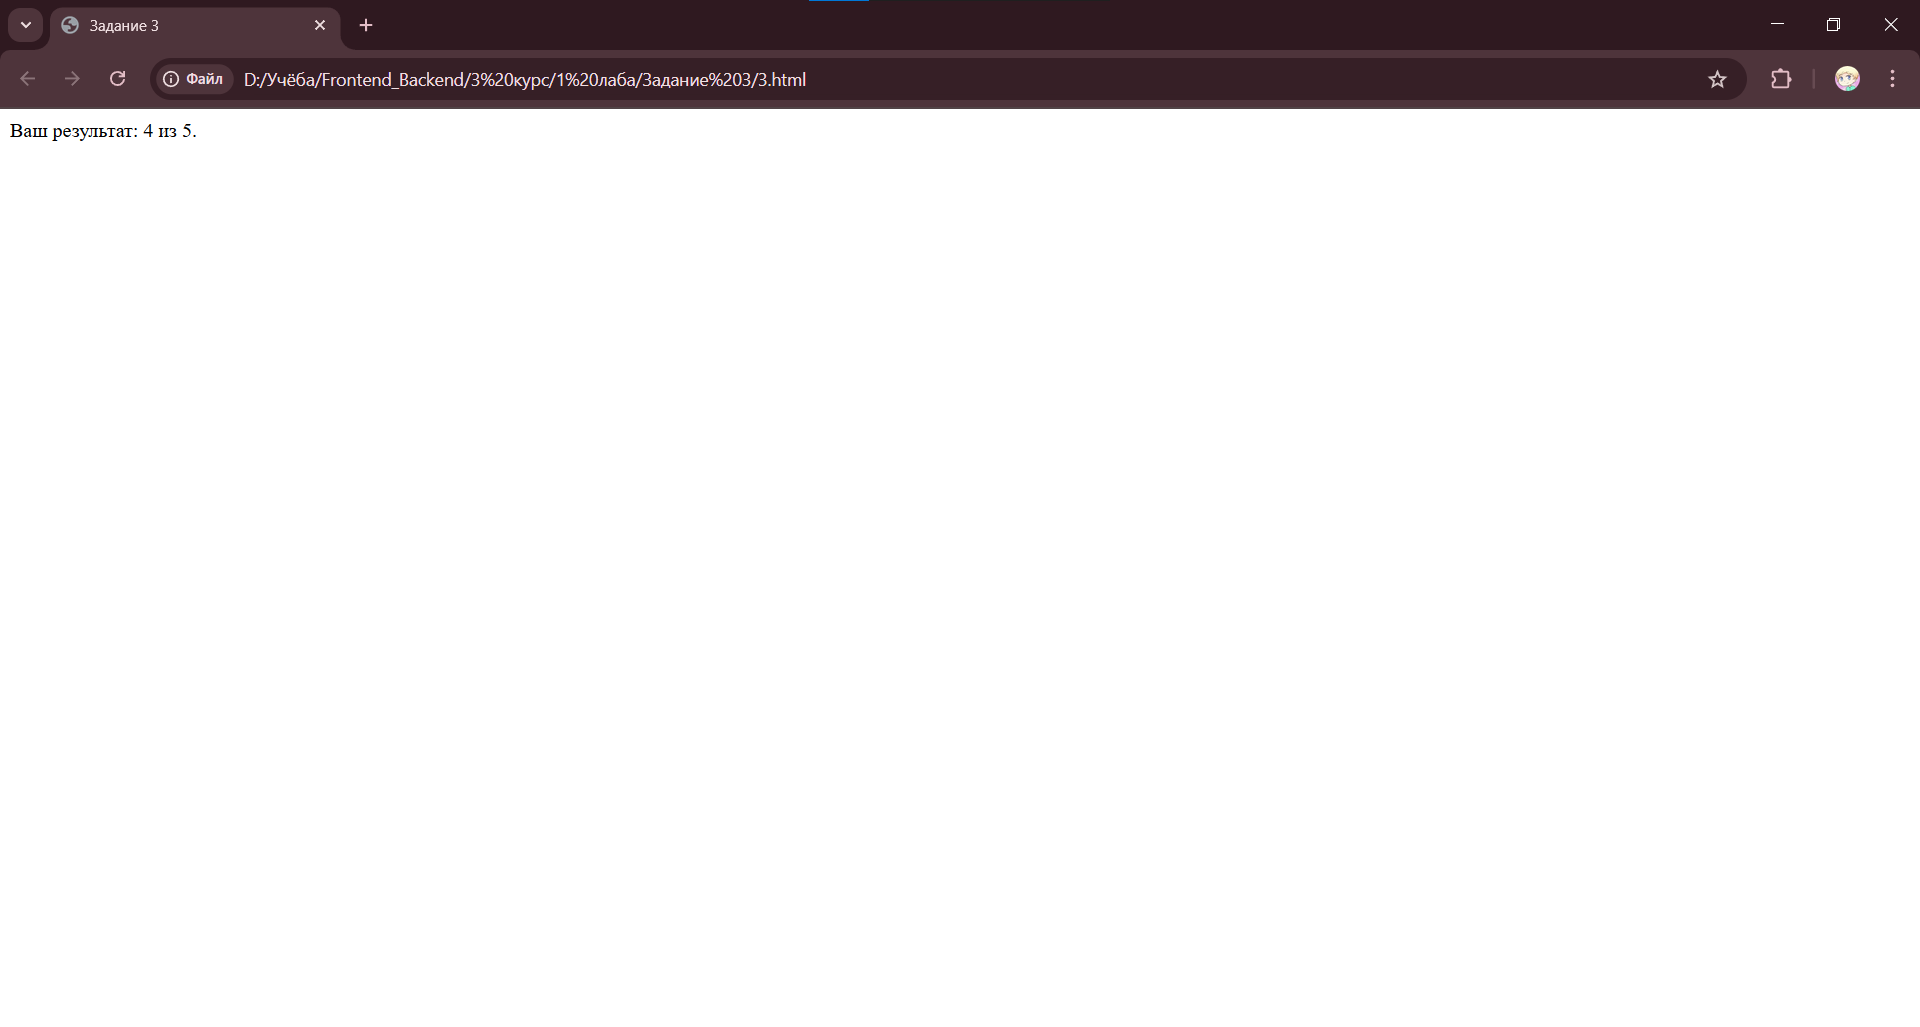 Задание 3
Файл
D:/Учёба/Frontend_Backend/3%20курс/1%20лаба/Задание%203/3.html
Ваш результат: 4 из 5.